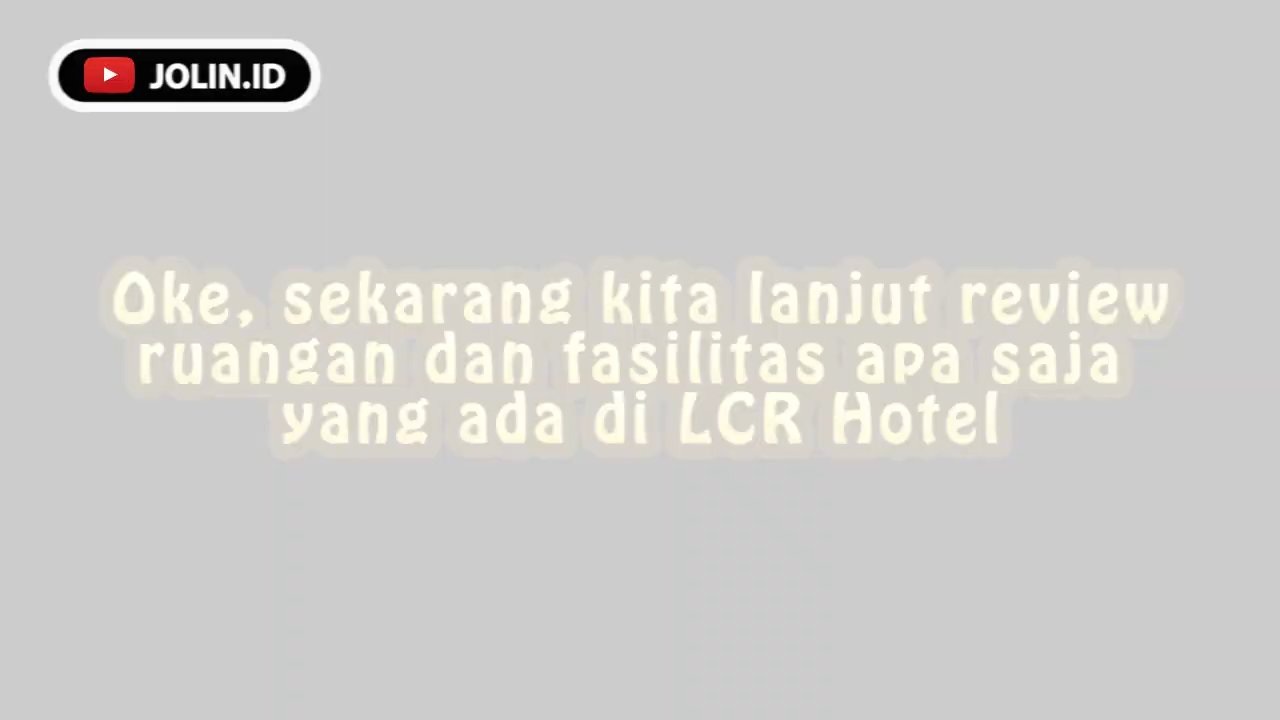 JOLIN.ID
Oke, sekarang kita lanjut review
ruangan dan fasilitas apa saja
yang ada di LCR Hotel